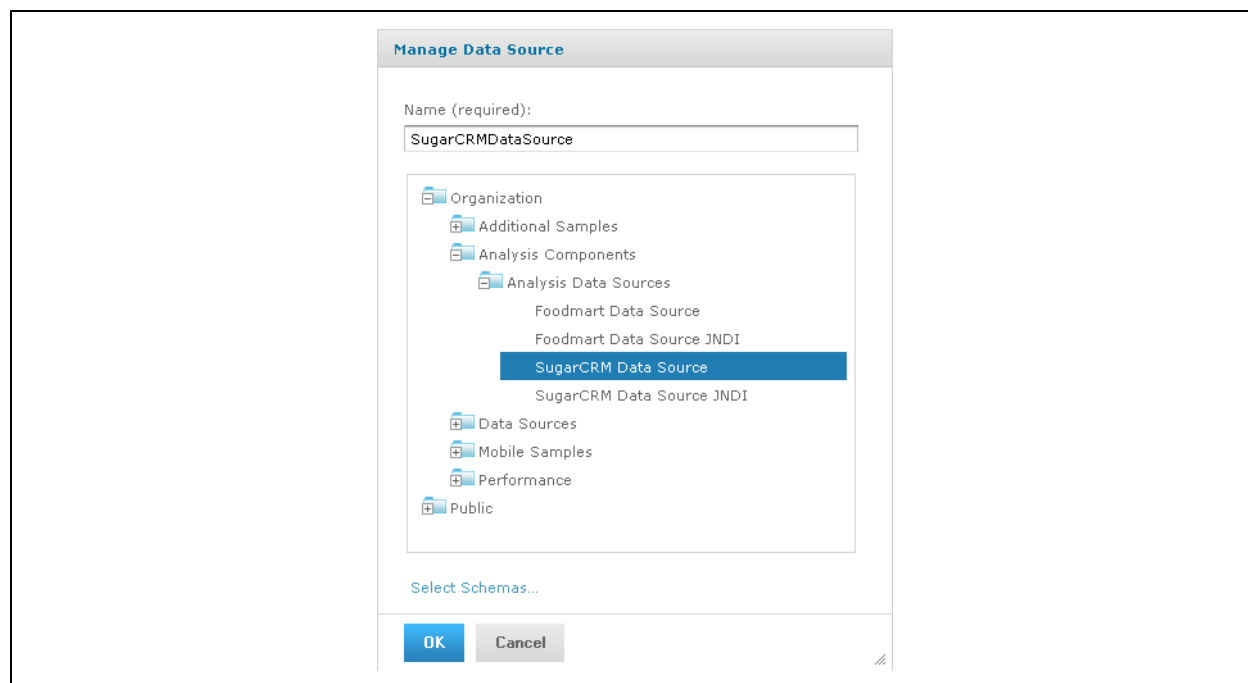 Manage Data Source
Name (required):
SugarCRMDataSource
Organization
Additional Samples
Analysis Components
Analysis Data Sources
Foodmart Data Source
Foodmart Data Source JNDI
SugarCRM Data Source
SugarCRM Data Source JNDI
Data Sources
Mobile Samples
Performance
Public
Select Schemas...
OK Cancel